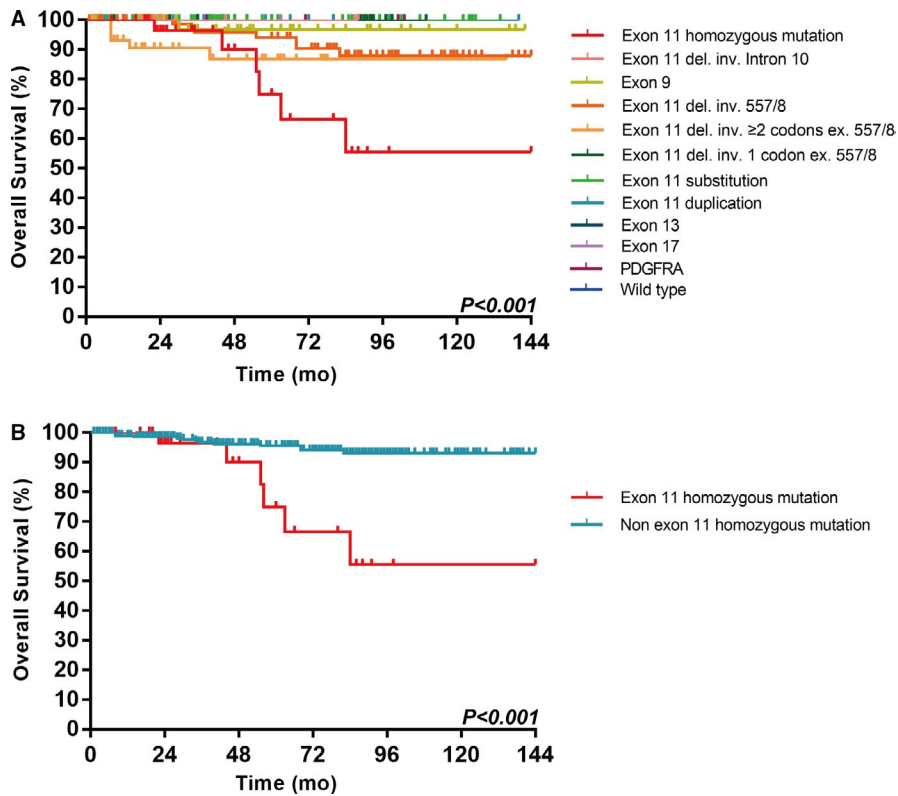 A
100
90
80
70
60
50
40
30
20
10
0
Overall Survival (%)
0 24 48 72 96 120 144
Time (mo)
P<0.001
Exon 11 homozygous mutation
Exon 11 del. inv. Intron 10
Exon 9
Exon 11 del. inv. 557/8
Exon 11 del. inv. ≥2 codons ex. 557/8
Exon 11 del. inv. 1 codon ex. 557/8
Exon 11 substitution
Exon 11 duplication
Exon 13
Exon 17
PDGFRA
Wild type
B
100
90
80
70
60
50
40
30
20
10
0
Overall Survival (%)
0 24 48 72 96 120 144
Time (mo)
P<0.001
Exon 11 homozygous mutation
Non exon 11 homozygous mutation